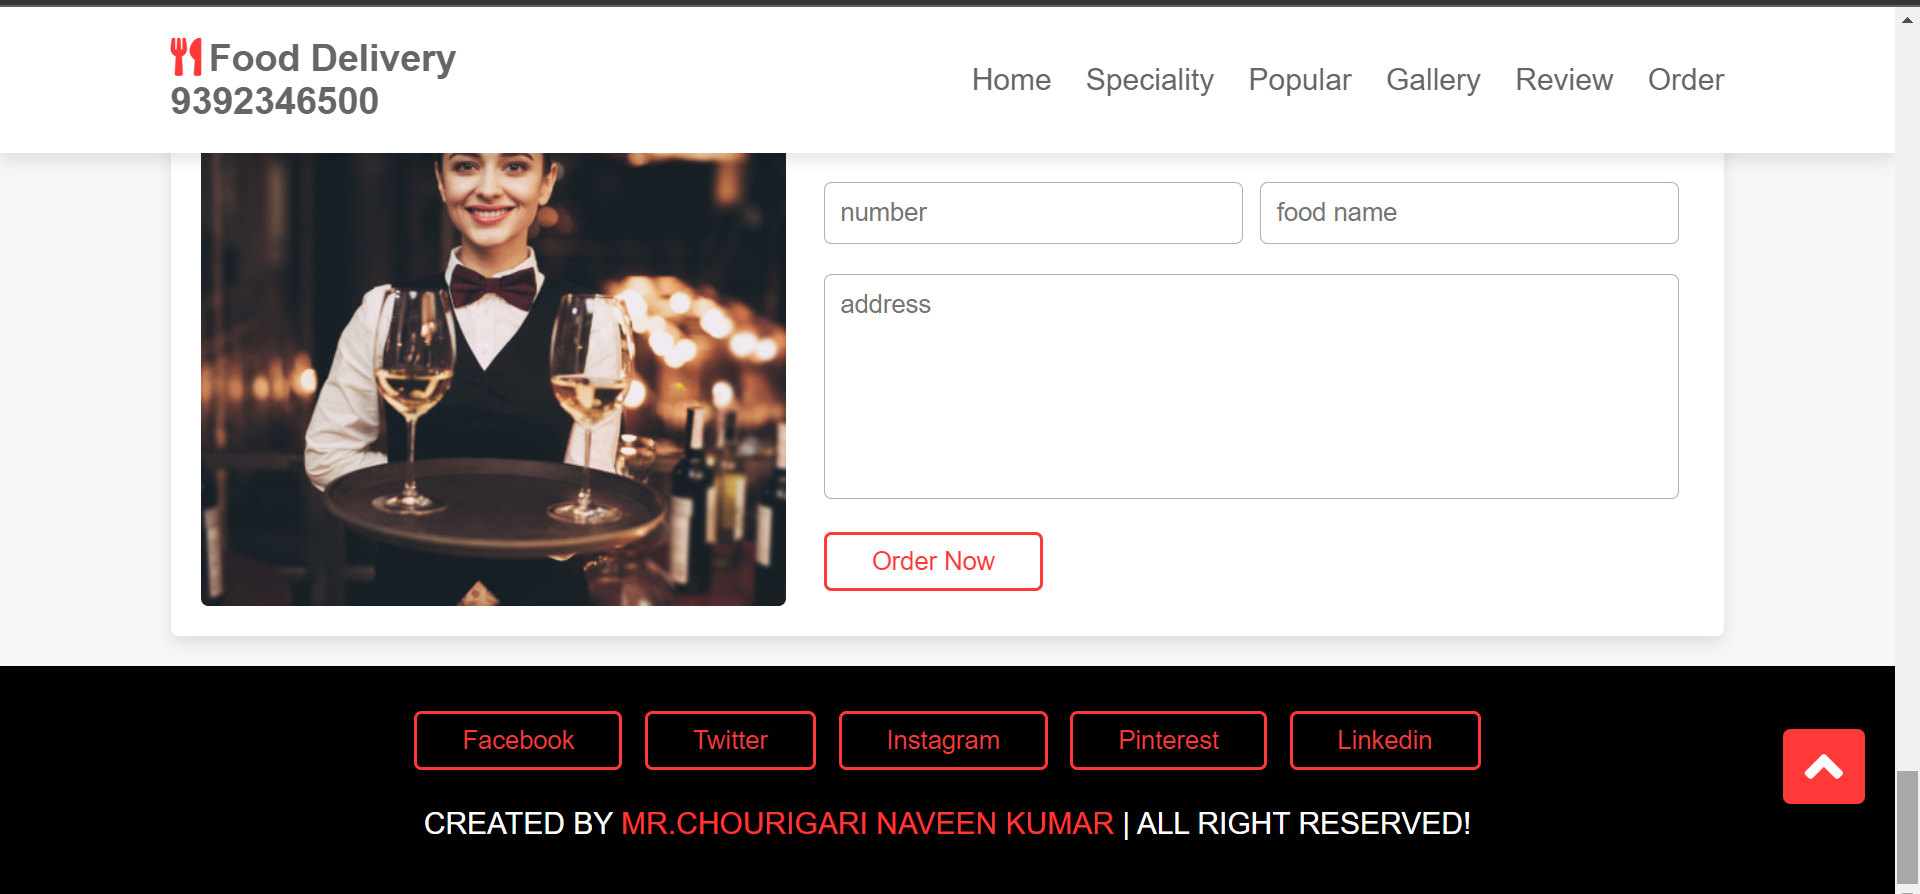 Food Delivery
9392346500
Home Speciality Popular Gallery Review Order
number food name
address
Order Now
Facebook Twitter Instagram Pinterest Linkedin
CREATED BY MR.CHOURIGARI NAVEEN KUMAR | ALL RIGHT RESERVED!